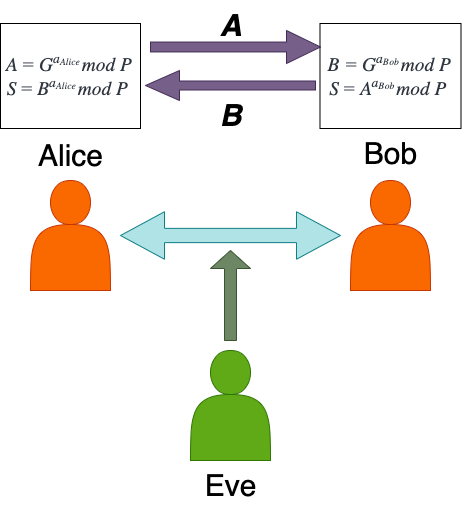 A
A = G^{a_{Alice}} mod P
S = B^{a_{Alice}} mod P
B = G^{a_{Bob}} mod P
S = A^{a_{Bob}} mod P
B
Alice
Bob
Eve